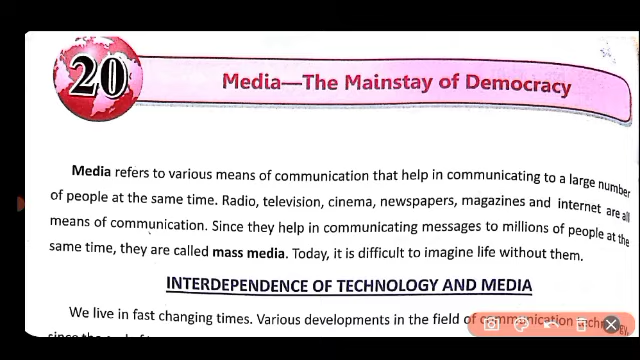 20
Media—The Mainstay of Democracy
Media refers to various means of communication that help in communicating to a large number
of people at the same time. Radio, television, cinema, newspapers, magazines and internet are all
means of communication. Since they help in communicating messages to millions of people at the
same time, they are called mass media. Today, it is difficult to imagine life without them.
INTERDEPENDENCE OF TECHNOLOGY AND MEDIA
We live in fast changing times. Various developments in the field of communication